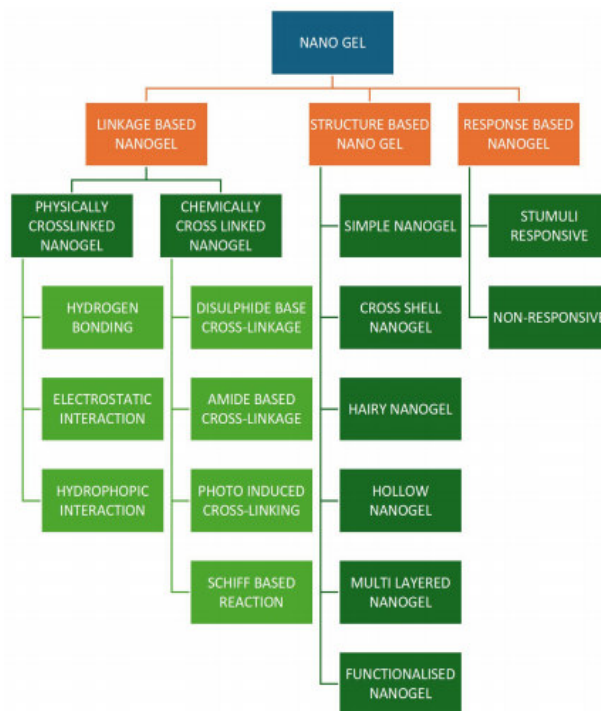 NANO GEL
LINKAGE BASED
NANOGEL
STRUCTURE BASED
NANO GEL
RESPONSE BASED
NANOGEL
PHYSICALLY
CROSSLINKED
NANOGEL
CHEMICALLY
CROSS LINKED
NANOGEL
SIMPLE NANOGEL
STUMULI
RESPONSIVE
HYDROGEN
BONDING
DISULPHIDE BASE
CROSS-LINKAGE
CROSS SHELL
NANOGEL
NON-RESPONSIVE
ELECTROSTATIC
INTERACTION
AMIDE BASED
CROSS-LINKAGE
HAIRY NANOGEL
HYDROPHOPIC
INTERACTION
PHOTO INDUCED
CROSS-LINKING
HOLLOW
NANOGEL
SCHIFF BASED
REACTION
MULTI LAYERED
NANOGEL
FUNCTIONALISED
NANOGEL